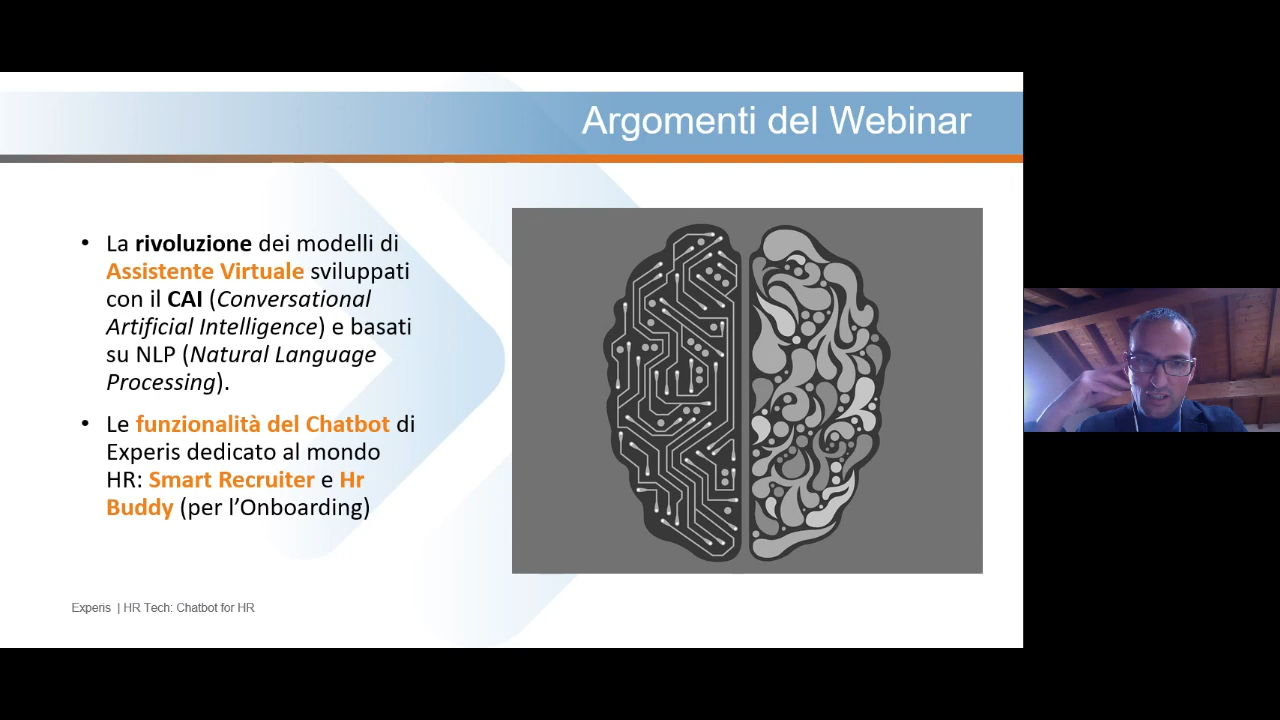 Argomenti del Webinar
• La rivoluzione dei modelli di
Assistente Virtuale sviluppati
con il CAI (Conversational
Artificial Intelligence) e basati
su NLP (Natural Language
Processing).
• Le funzionalità del Chatbot di
Experis dedicato al mondo
HR: Smart Recruiter e Hr
Buddy (per l’Onboarding)
Experis | HR Tech: Chatbot for HR